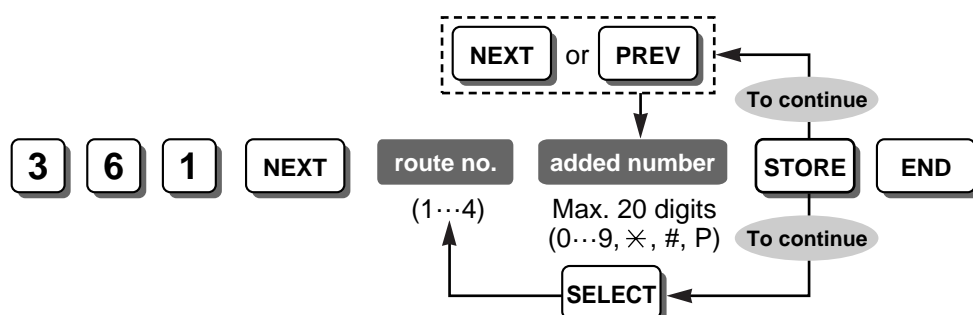 NEXT or PREV
To continue
3 6 1 NEXT route no. added number STORE END
(1···4) Max. 20 digits
(0···9, ✳, #, P) To continue
SELECT